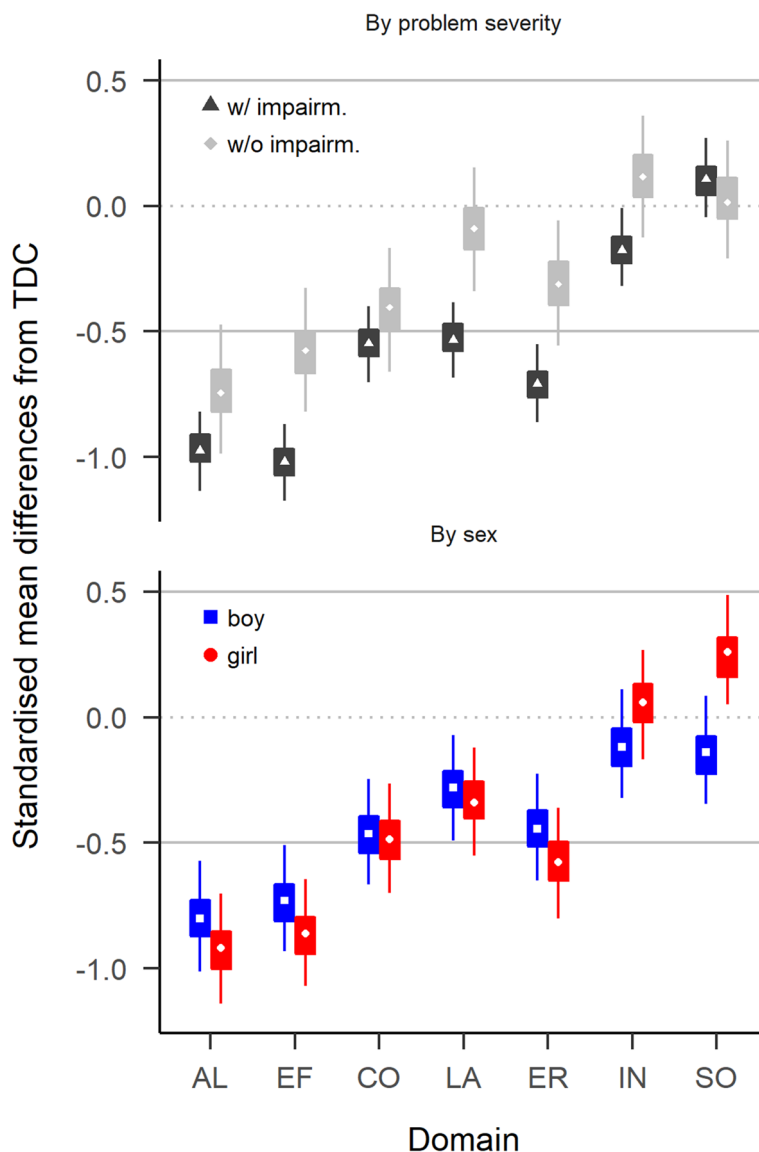 By problem severity
0.5
w/ impairm.
w/o impairm.
0.0
-0.5
-1.0
Standardised mean differences from TDC
By sex
0.5
boy
girl
0.0
-0.5
-1.0
AL EF CO LA ER IN SO
Domain